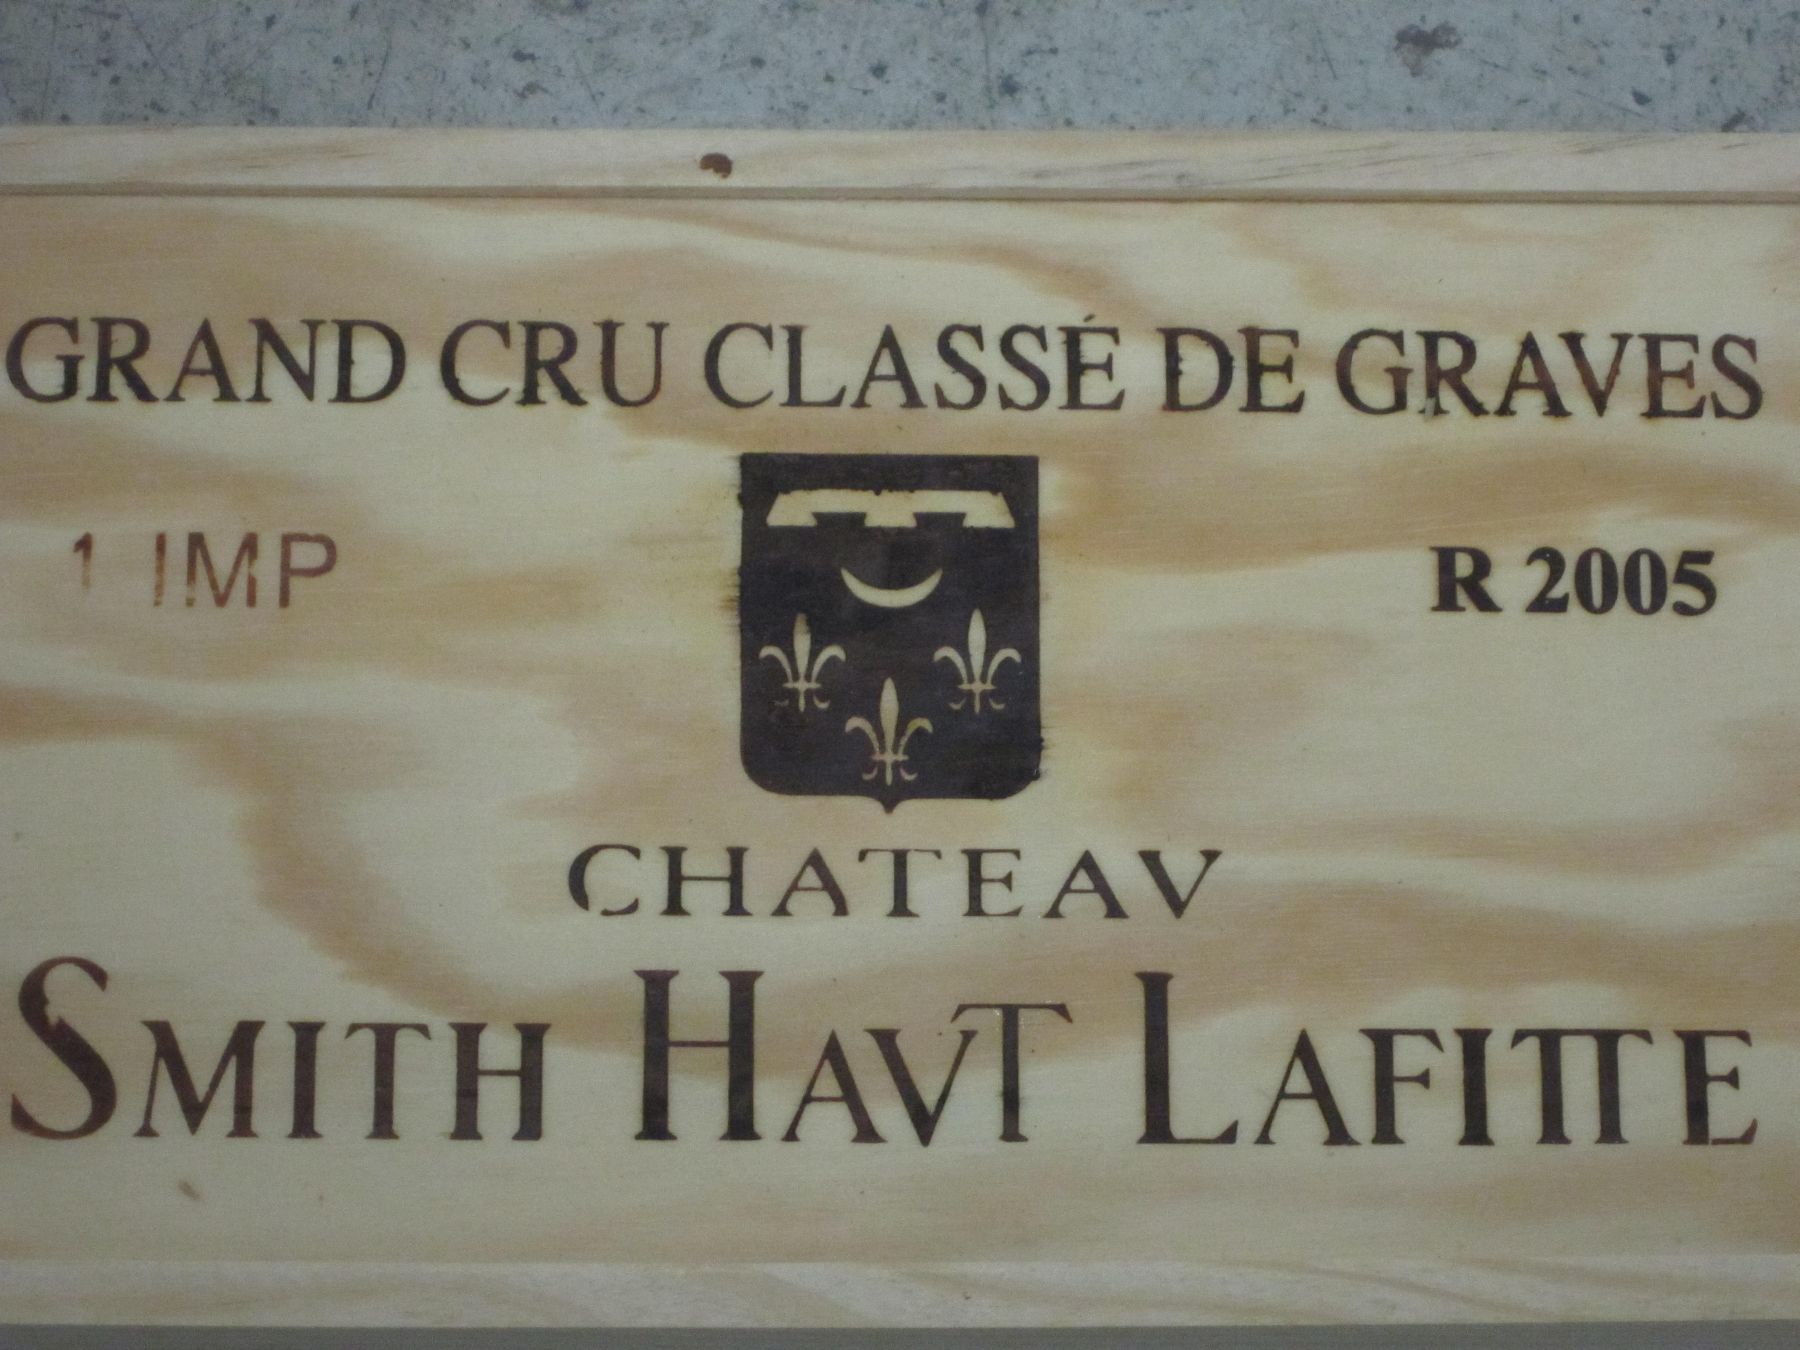 GRAND CRU CLASSÉ DE GRAVES
1 IMP
R 2005
CHATEAV
SMITH HAVT LAFITTE